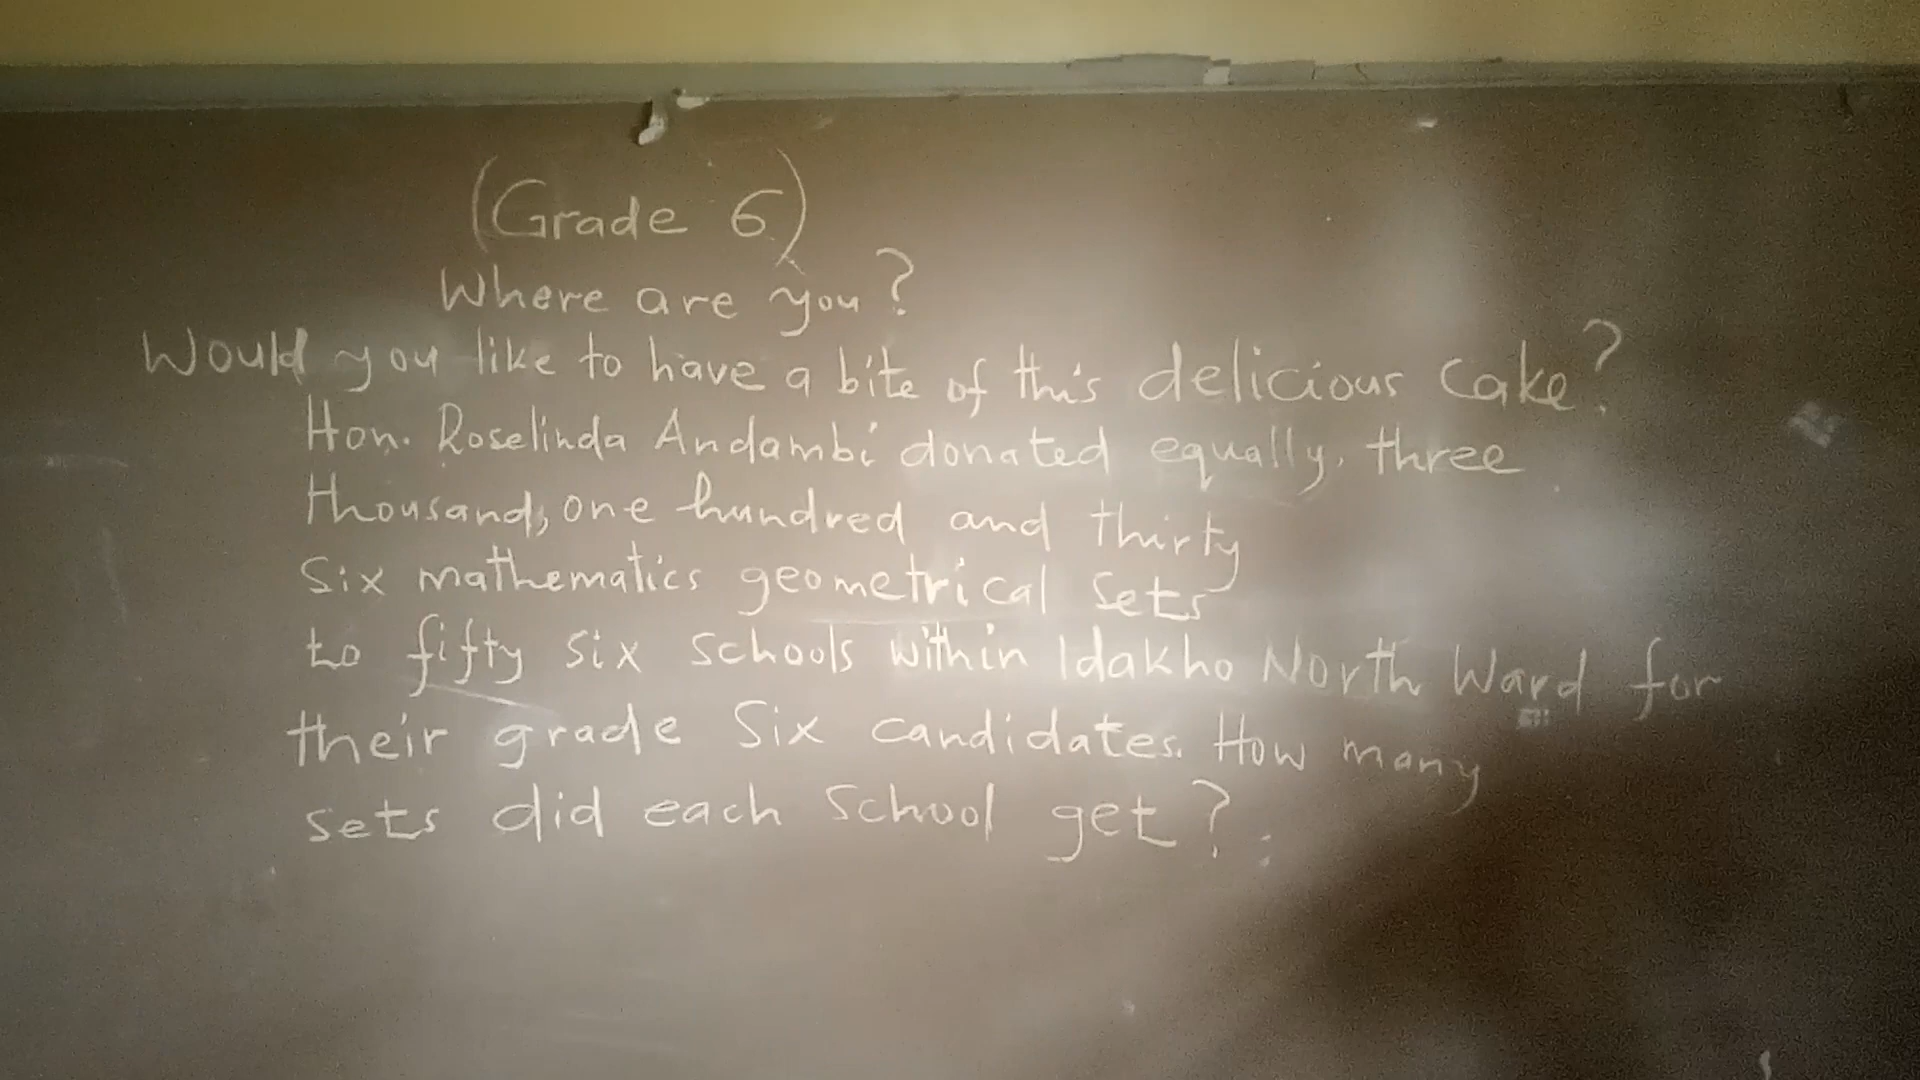 (Grade 6)
Where are you?
Would you like to have a bite of this delicious cake?
Hon. Roselinda Andambi donated equally, three
thousand, one hundred and thirty
Six mathematics geometrical sets
to fifty six schools within Idakho North Ward for
their grade Six candidates. How many
sets did each School get?